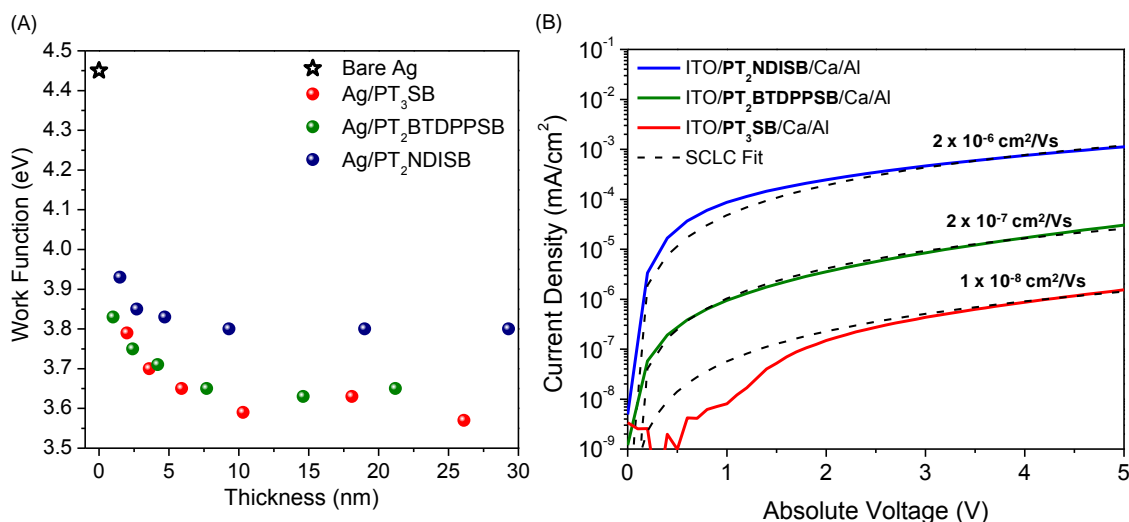 (A)
Work Function (eV)
4.5
4.4
4.3
4.2
4.1
4.0
3.9
3.8
3.7
3.6
3.5
Bare Ag
Ag/PT₃SB
Ag/PT₂BTDPPSB
Ag/PT₂NDISB
0 5 10 15 20 25 30
Thickness (nm)
(B)
Current Density (mA/cm²)
10⁻¹
10⁻²
10⁻³
10⁻⁴
10⁻⁵
10⁻⁶
10⁻⁷
10⁻⁸
10⁻⁹
ITO/PT₂NDISB/Ca/Al
ITO/PT₂BTDPPSB/Ca/Al
ITO/PT₃SB/Ca/Al
SCLC Fit
2 x 10⁻⁶ cm²/Vs
2 x 10⁻⁷ cm²/Vs
1 x 10⁻⁸ cm²/Vs
0 1 2 3 4 5
Absolute Voltage (V)